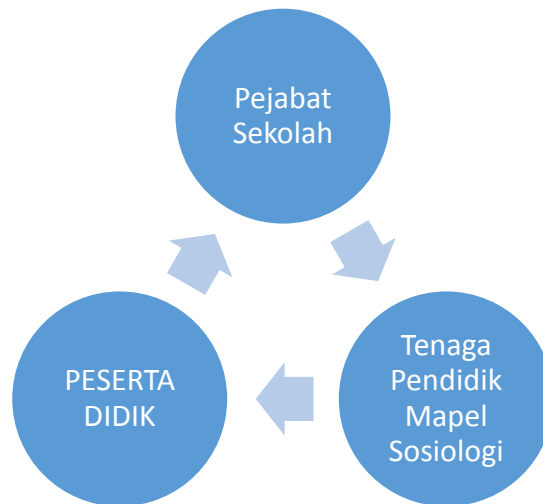 Pejabat
Sekolah
Tenaga
Pendidik
Mapel
Sosiologi
PESERTA
DIDIK